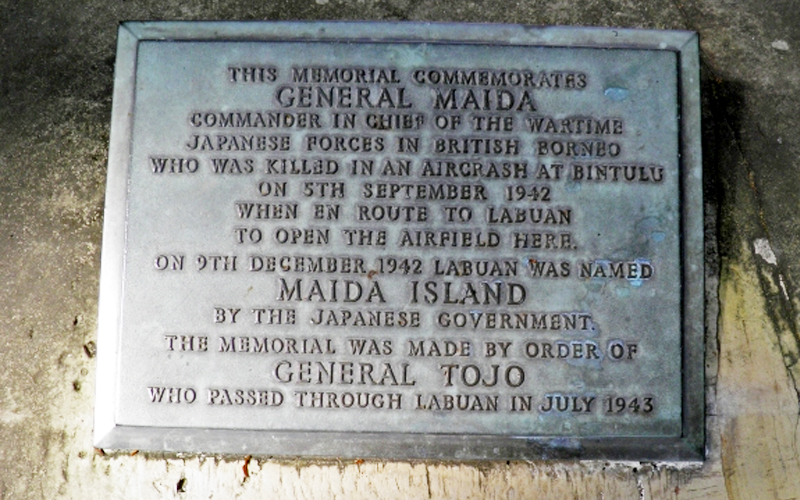 THIS MEMORIAL COMMEMORATES
GENERAL MAIDA
COMMANDER IN CHIEF OF THE WARTIME
JAPANESE FORCES IN BRITISH BORNEO
WHO WAS KILLED IN AN AIRCRASH AT BINTULU
ON 5TH SEPTEMBER 1942
WHEN EN ROUTE TO LABUAN
TO OPEN THE AIRFIELD HERE.
ON 9TH DECEMBER 1942 LABUAN WAS NAMED
MAIDA ISLAND
BY THE JAPANESE GOVERNMENT.
THE MEMORIAL WAS MADE BY ORDER OF
GENERAL TOJO
WHO PASSED THROUGH LABUAN IN JULY 1943